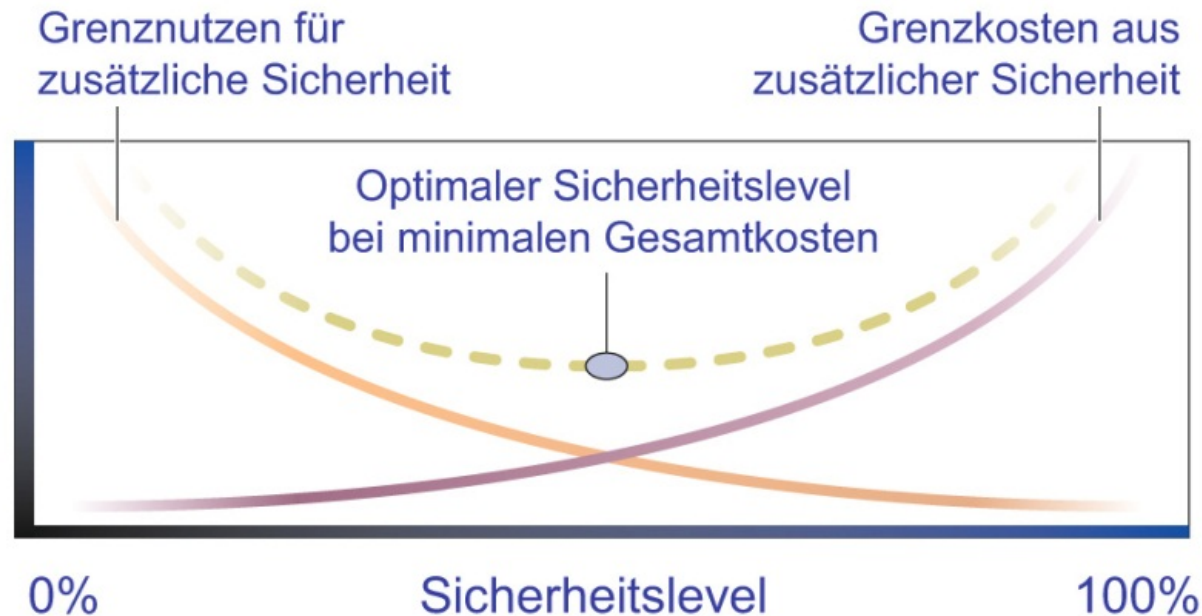 Grenznutzen für
zusätzliche Sicherheit
Grenzkosten aus
zusätzlicher Sicherheit
Optimaler Sicherheitslevel
bei minimalen Gesamtkosten
0%
Sicherheitslevel
100%